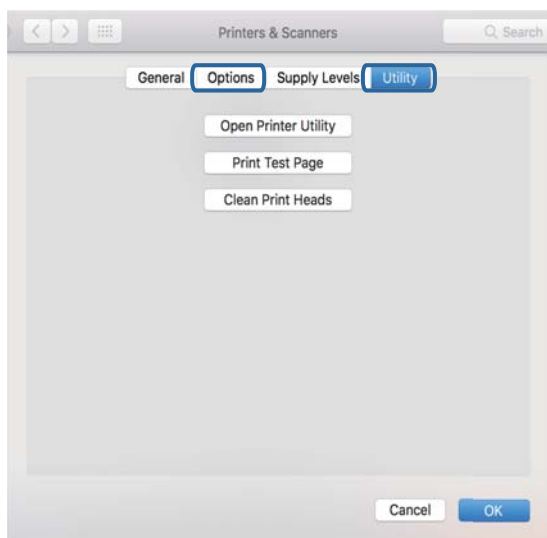 Printers & Scanners Search
General Options Supply Levels Utility
Open Printer Utility
Print Test Page
Clean Print Heads
Cancel OK